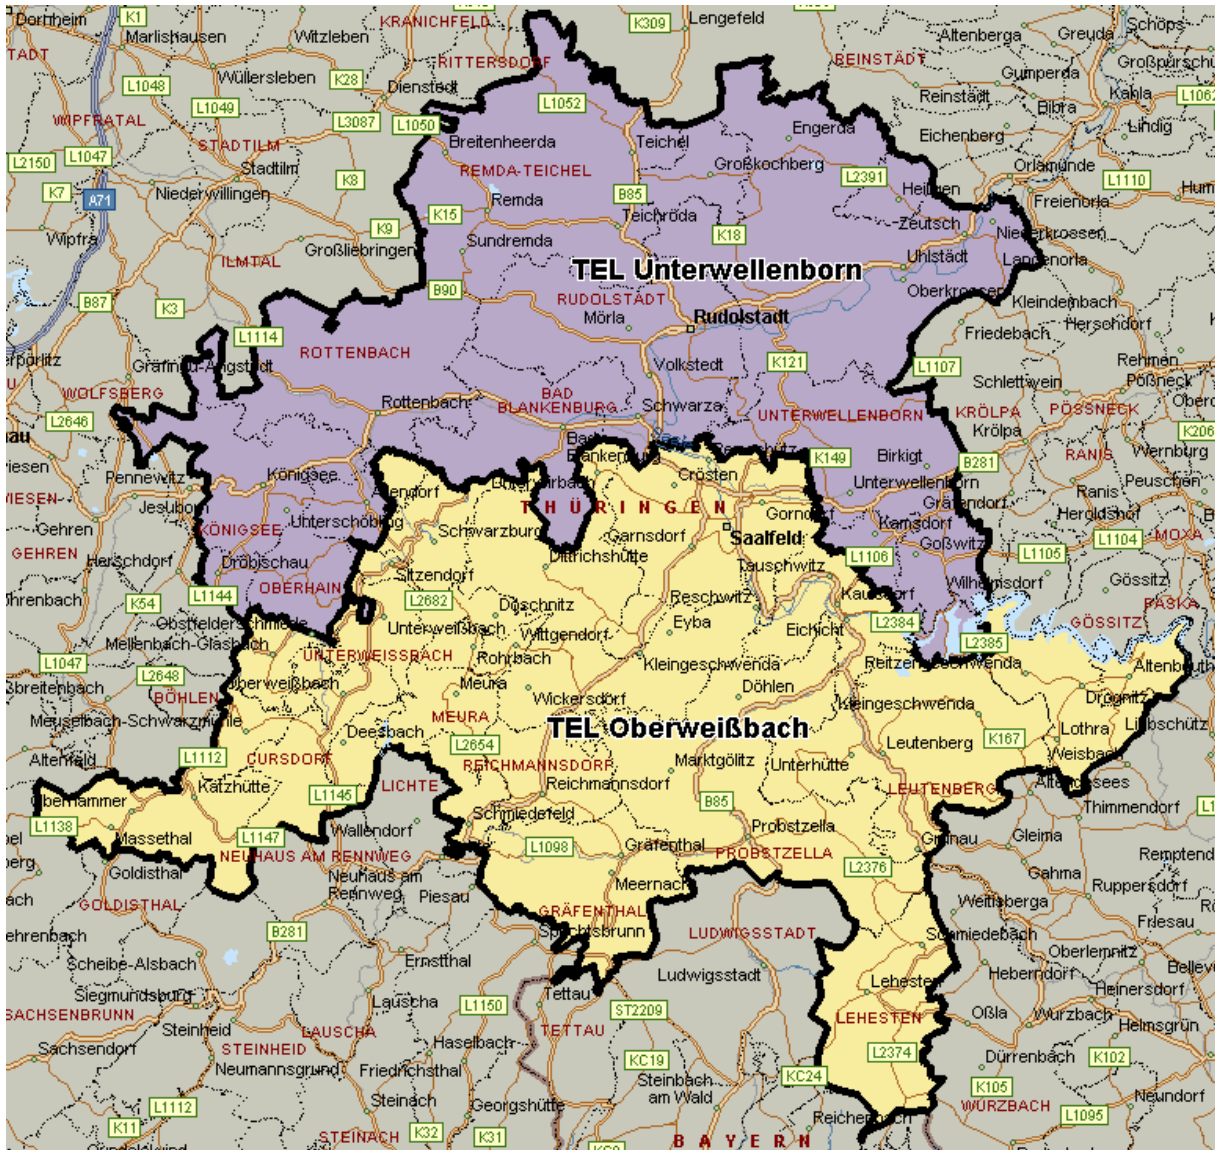 Dornheim
K1
KRANICHFELD
K309
Lengefeld
Schöps
Marlishausen
Witzleben
Altenberga
Greuda
TADT
RITTERSDORF
REINSTÄDT
Wüllersleben
K28
Gumperda
L1048
Dienstedt
Reinstädt
Kahla
L1062
L1049
L1052
Bibra
WIPFRATAL
L3087
L1050
Engerda
Eichenberg
Lindig
STADTILM
Breitenheerda
Teichel
L2150
L1047
Stadtilm
REMDA-TEICHEL
Großkochberg
L2391
Orlamünde
L1110
K7
A71
Niederwillingen
K8
Remda
B85
Heilingen
Freienorla
K15
Teichröda
K18
Zeutsch
Niederkrossen
Wipfra
K9
Großliebringen
Sundremda
Uhlstädt
Langenorla
ILMTAL
TEL Unterwellenborn
B90
RUDOLSTADT
Oberkrossen
Kleindembach
B87
K3
Mörla
Rudolstadt
Herschdorf
L1114
Friedebach
ROTTENBACH
Volkstedt
K121
L1107
Rehmen
Gräfinau-Angstedt
Schlettwein
Pößneck
WOLFSBERG
BAD
BLANKENBURG
Rottenbach
Schwarza
UNTERWELLENBORN
KRÖLPA
PÖSSNECK
L2646
Krölpa
K206
Bad
Blankenburg
K149
Birkigt
B281
RANIS
Wernburg
Pennewitz
Königsee
Crösten
Unterwellenborn
Ranis
Peuschen
THÜRINGEN
Gorndorf
Gräfendorf
Gehren
KÖNIGSEE
Unterschöbling
Schwarzburg
Garnsdorf
Saalfeld
Kamsdorf
Heroldshof
GEHREN
Dittrichshütte
Goßwitz
L1104
MOXA
Herschdorf
Dröbischau
Sitzendorf
Tauschwitz
L1106
L1105
Gössitz
OBERHAIN
L1144
Wilhelmsdorf
K54
L2682
Döschnitz
Reschwitz
Kaulsdorf
PASKA
Obstfelderschmiede
Unterweißbach
Wittgendorf
Eyba
Eichicht
L2384
GÖSSITZ
Mellenbach-Glasbach
UNTERWEISSBACH
Rohrbach
L2385
L1047
L2648
Oberweißbach
Kleingeschwenda
Reitzengeschwenda
BÖHLEN
Meura
Wickersdorf
Döhlen
Kleingeschwenda
Drognitz
Meuselbach-Schwarzmühle
MEURA
TEL Oberweißbach
Lothra
Liebschütz
Deesbach
L2654
Leutenberg
K167
Weisbach
Altenfeld
L1112
CURSDORF
REICHMANNSDORF
Marktgölitz
Unterhütte
Katzhütte
LICHTE
Reichmannsdorf
LEUTENBERG
L1145
B85
Thimmendorf
L1138
Schmiedefeld
Massethal
L1147
Wallendorf
Probstzella
Gleima
NEUHAUS AM RENNWEG
L1098
Gräfenthal
PROBSTZELLA
Goldisthal
Neuhaus am
Rennweg
L2376
Gahma
Piesau
Meernach
Ruppersdorf
GOLDISTHAL
GRÄFENTHAL
Weitisberga
Friesau
B281
Spechtsbrunn
LUDWIGSSTADT
Schmiedebach
Scheibe-Alsbach
Ernstthal
Oberlemnitz
Ludwigsstadt
Lehesten
Heberndorf
Heinersdorf
Siegmundsburg
Lauscha
L1150
Tettau
ST2209
SACHSENBRUNN
Steinheid
LAUSCHA
TETTAU
LEHESTEN
Oßla
Wurzbach
Helmsgrün
Sachsendorf
STEINHEID
Haselbach
KC19
L2374
Dürrenbach
K102
Neumannsgrund
Friedrichsthal
Steinbach
am Wald
KC24
K105
L1112
Steinach
Georgshütte
WURZBACH
Neundorf
K11
STEINACH
K32
K31
Reichenbach
L1095
BAYERN